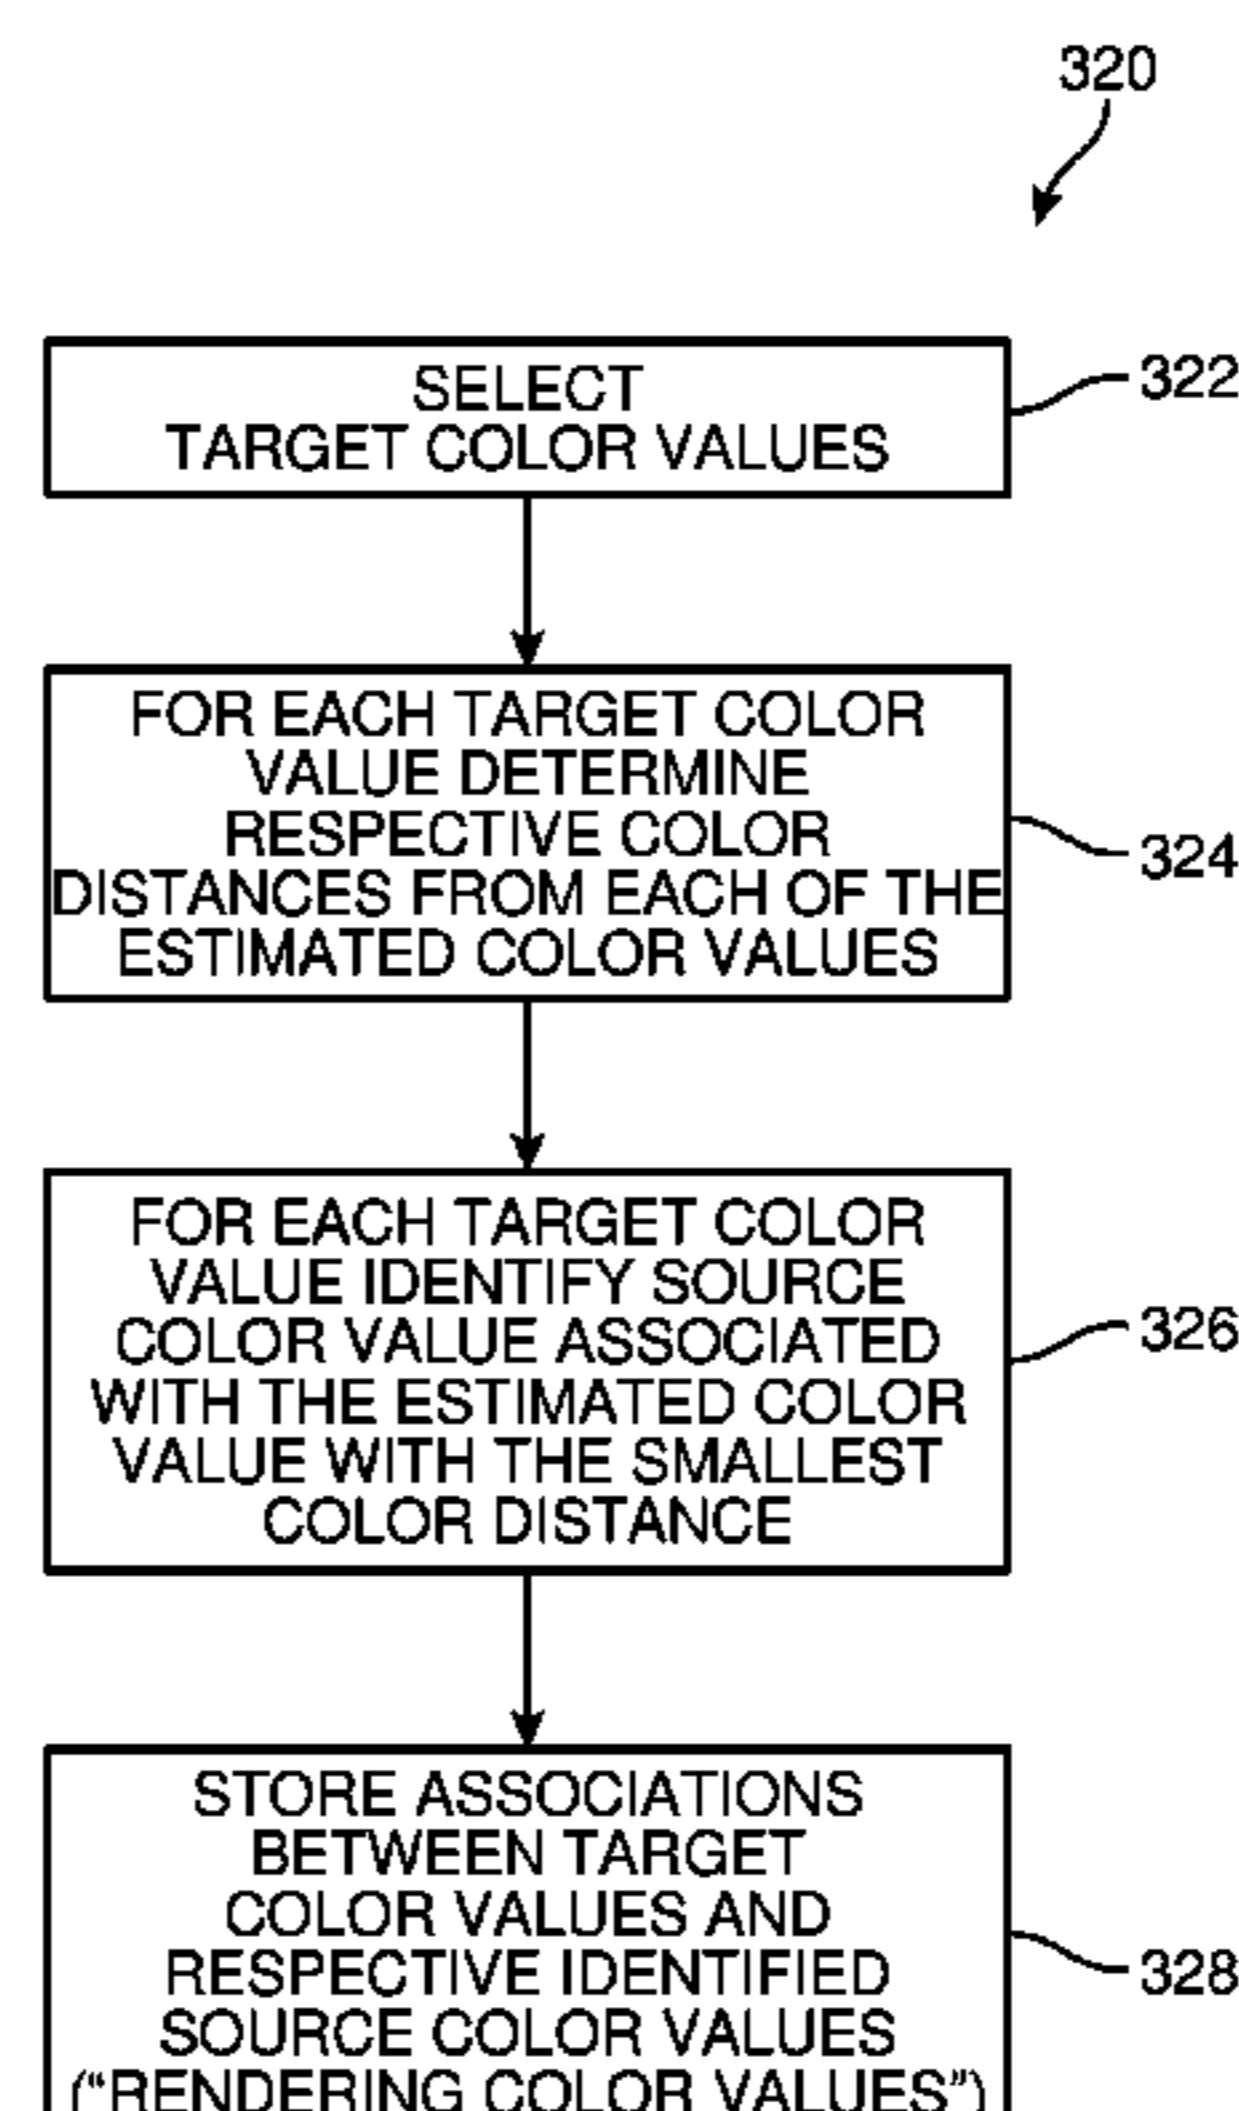 320
SELECT
TARGET COLOR VALUES
322
FOR EACH TARGET COLOR
VALUE DETERMINE
RESPECTIVE COLOR
DISTANCES FROM EACH OF THE
ESTIMATED COLOR VALUES
324
FOR EACH TARGET COLOR
VALUE IDENTIFY SOURCE
COLOR VALUE ASSOCIATED
WITH THE ESTIMATED COLOR
VALUE WITH THE SMALLEST
COLOR DISTANCE
326
STORE ASSOCIATIONS
BETWEEN TARGET
COLOR VALUES AND
RESPECTIVE IDENTIFIED
SOURCE COLOR VALUES
(“RENDERING COLOR VALUES”)
328